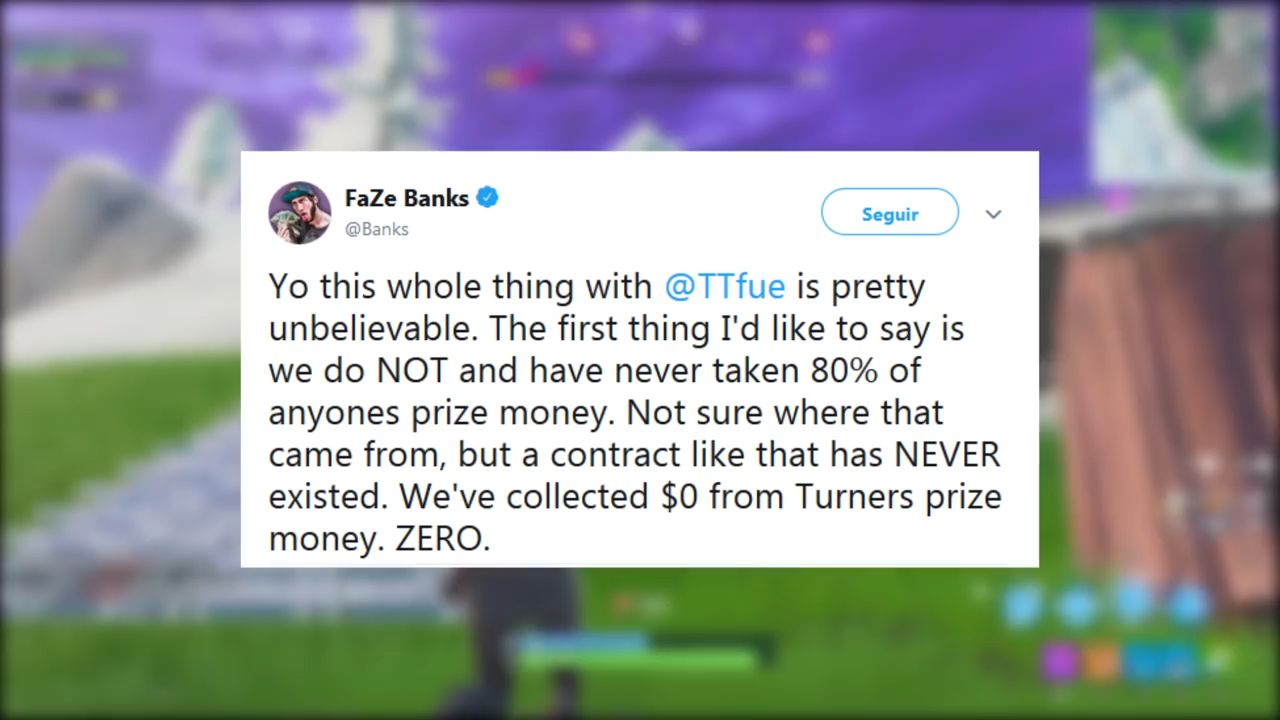 FaZe Banks
@Banks
Seguir
Yo this whole thing with @TTfue is pretty
unbelievable. The first thing I'd like to say is
we do NOT and have never taken 80% of
anyones prize money. Not sure where that
came from, but a contract like that has NEVER
existed. We've collected $0 from Turners prize
money. ZERO.